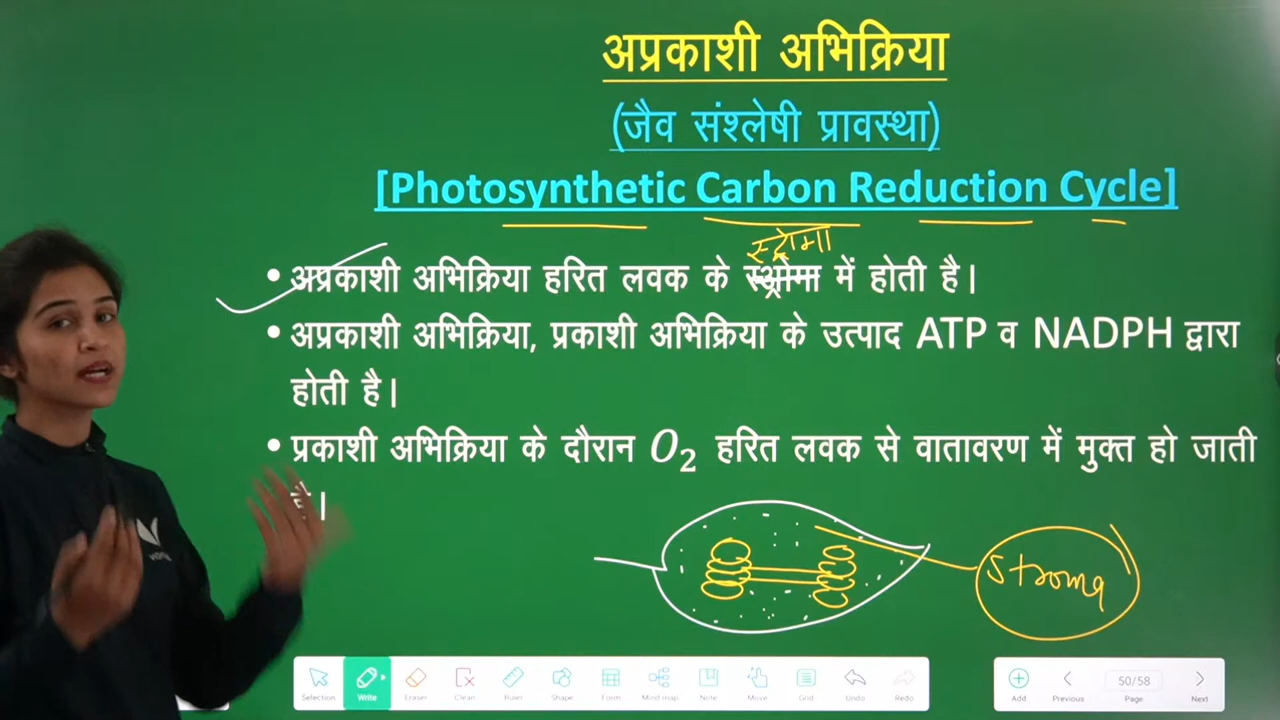 अप्रकाशी अभिक्रिया
(जैव संश्लेषी प्रावस्था)
[Photosynthetic Carbon Reduction Cycle]
स्ट्रोमा
• अप्रकाशी अभिक्रिया हरित लवक के स्थ्रोमा में होती है।
• अप्रकाशी अभिक्रिया, प्रकाशी अभिक्रिया के उत्पाद ATP व NADPH द्वारा
होती है।
• प्रकाशी अभिक्रिया के दौरान O₂ हरित लवक से वातावरण में मुक्त हो जाती
है।
Stroma
Selection Write Eraser Clean Ruler Shape Form Mind map Note Move Grid Undo Redo
Add Previous 50/58 Page Next